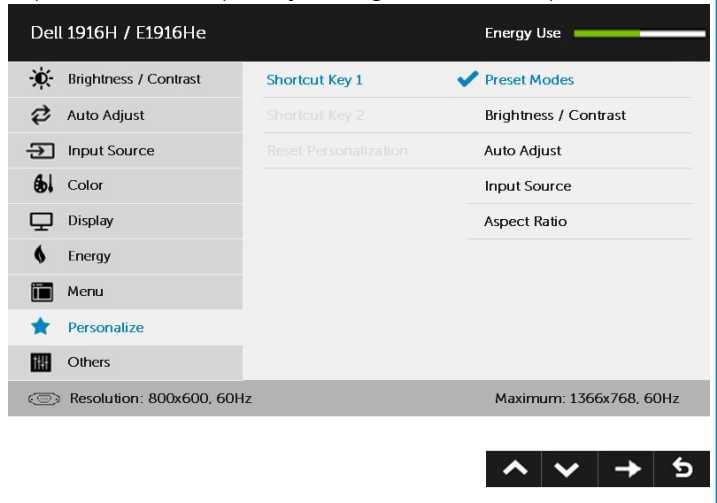 Dell 1916H / E1916He Energy Use
Brightness / Contrast Shortcut Key 1 Preset Modes
Auto Adjust Shortcut Key 2 Brightness / Contrast
Input Source Reset Personalization Auto Adjust
Color Input Source
Display Aspect Ratio
Energy
Menu
Personalize
Others
Resolution: 800x600, 60Hz Maximum: 1366x768, 60Hz